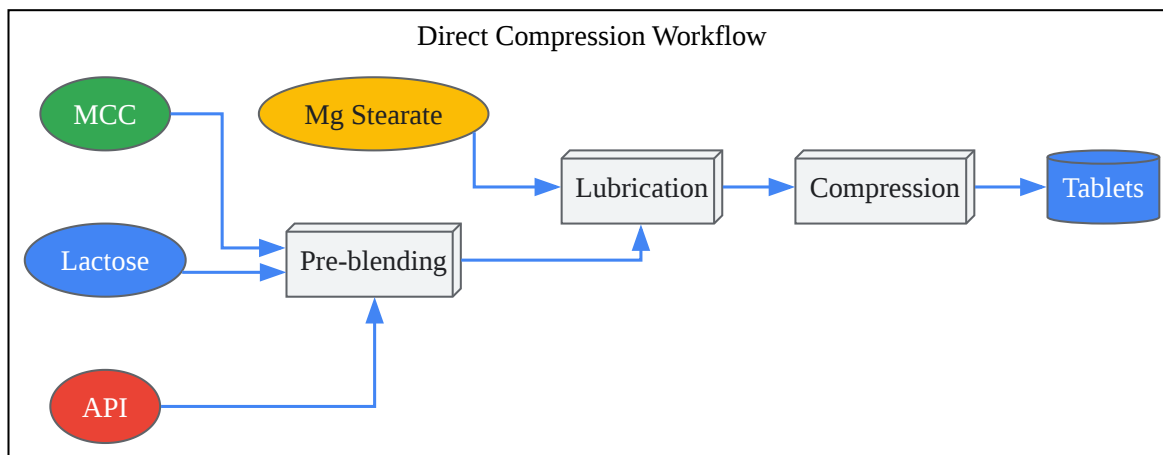 Direct Compression Workflow
MCC
Mg Stearate
Lubrication
Compression
Tablets
Lactose
Pre-blending
API